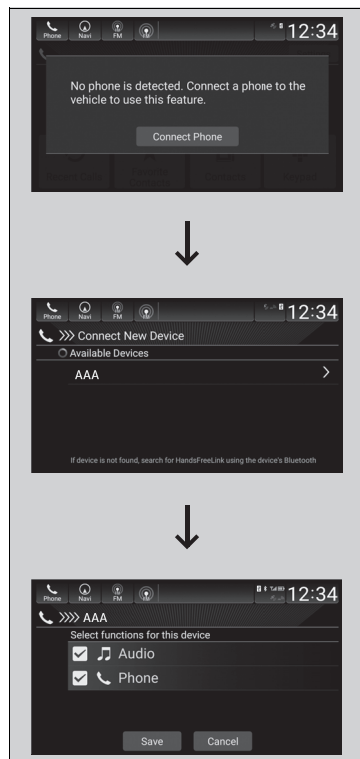 Phone Navi FM FM
12:34
No phone is detected. Connect a phone to the
vehicle to use this feature.
Connect Phone
Phone Navi FM FM
12:34
Connect New Device
Available Devices
AAA
If device is not found, search for HandsFreeLink using the device's Bluetooth
Phone Navi FM FM
12:34
AAA
Select functions for this device
Audio
Phone
Save Cancel